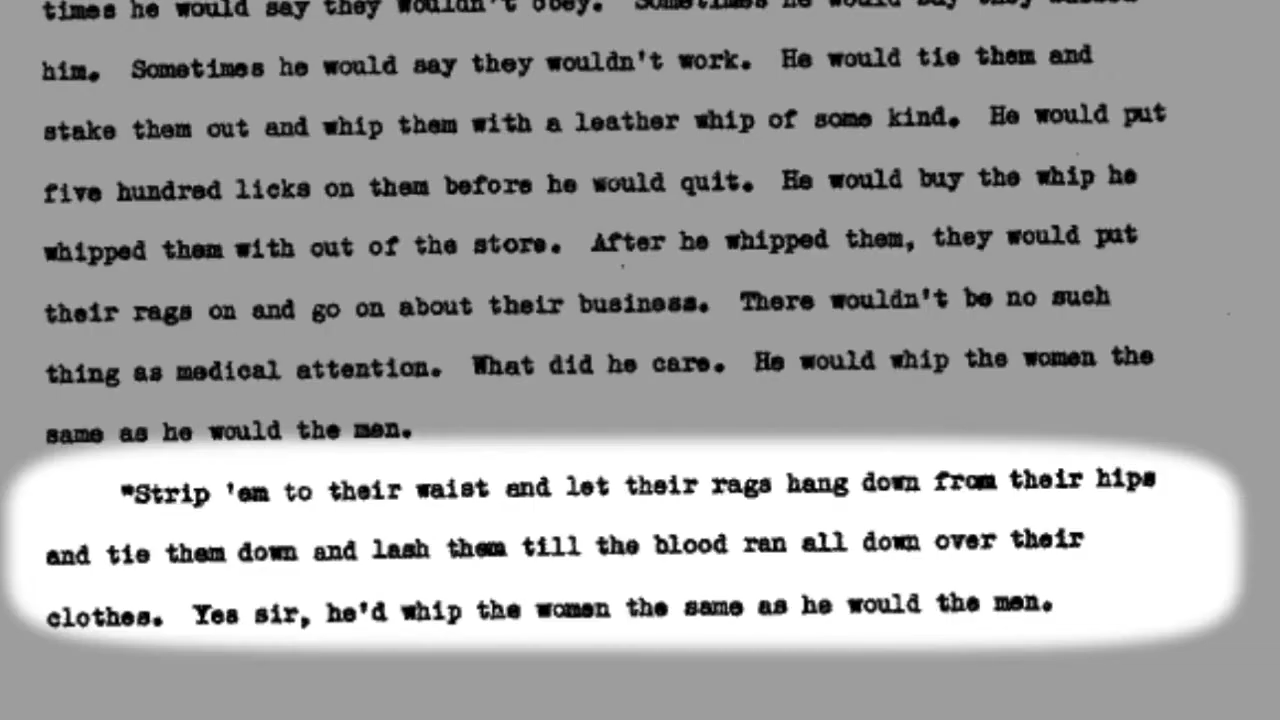 times he would say they wouldn't obey. Sometimes he would say they
him. Sometimes he would say they wouldn't work. He would tie them and
stake them out and whip them with a leather whip of some kind. He would put
five hundred licks on them before he would quit. He would buy the whip he
whipped them with out of the store. After he whipped them, they would put
their rags on and go on about their business. There wouldn't be no such
thing as medical attention. What did he care. He would whip the women the
same as he would the men.
"Strip 'em to their waist and let their rags hang down from their hips
and tie them down and lash them till the blood ran all down over their
clothes. Yes sir, he'd whip the women the same as he would the men.